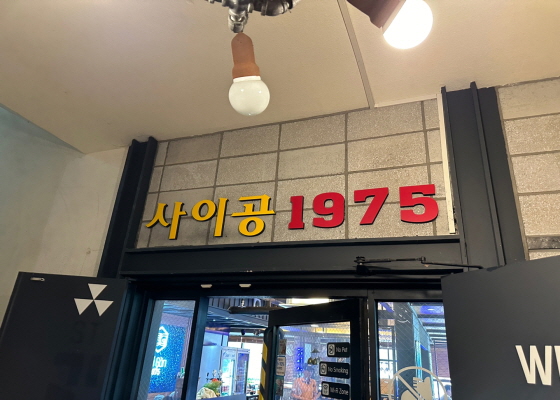 사이공 1975
No Pet
No Smoking
Wi-Fi Zone